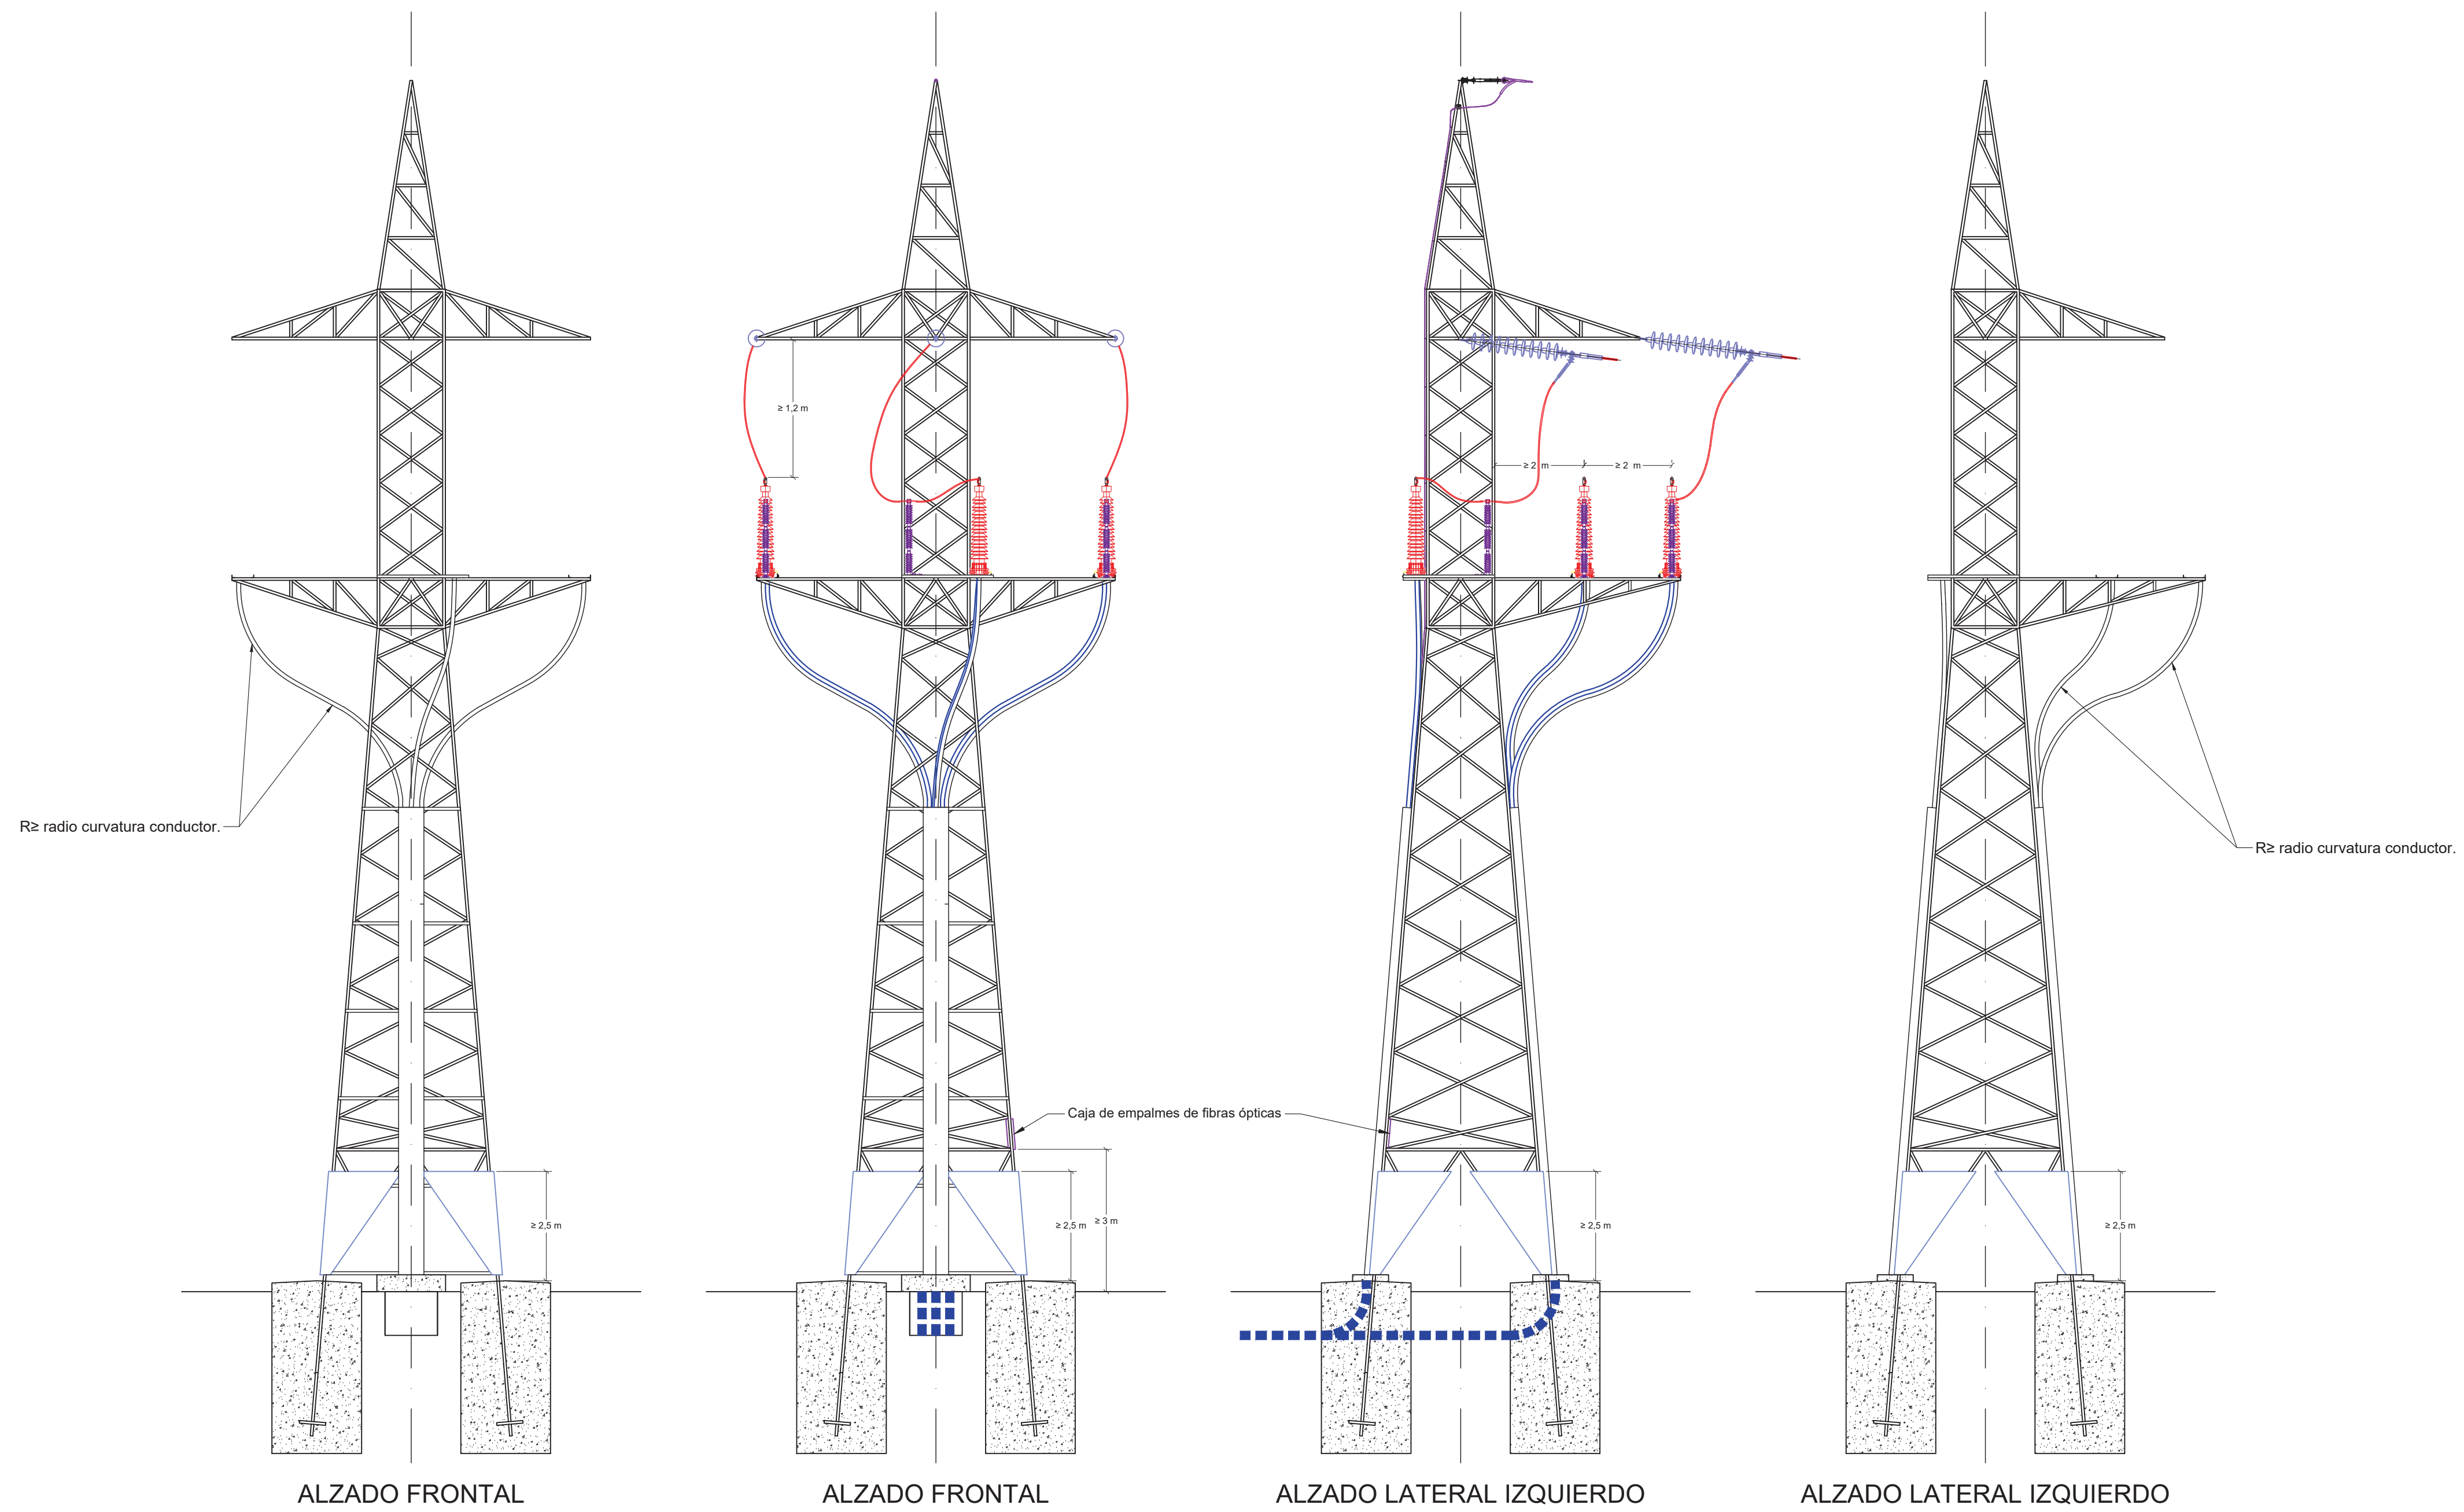 ≥ 1,2 m
≥ 2 m
≥ 2 m
R≥ radio curvatura conductor.
R≥ radio curvatura conductor.
Caja de empalmes de fibras ópticas
≥ 2,5 m
≥ 2,5 m
≥ 3 m
≥ 2,5 m
≥ 2,5 m
ALZADO FRONTAL
ALZADO FRONTAL
ALZADO LATERAL IZQUIERDO
ALZADO LATERAL IZQUIERDO